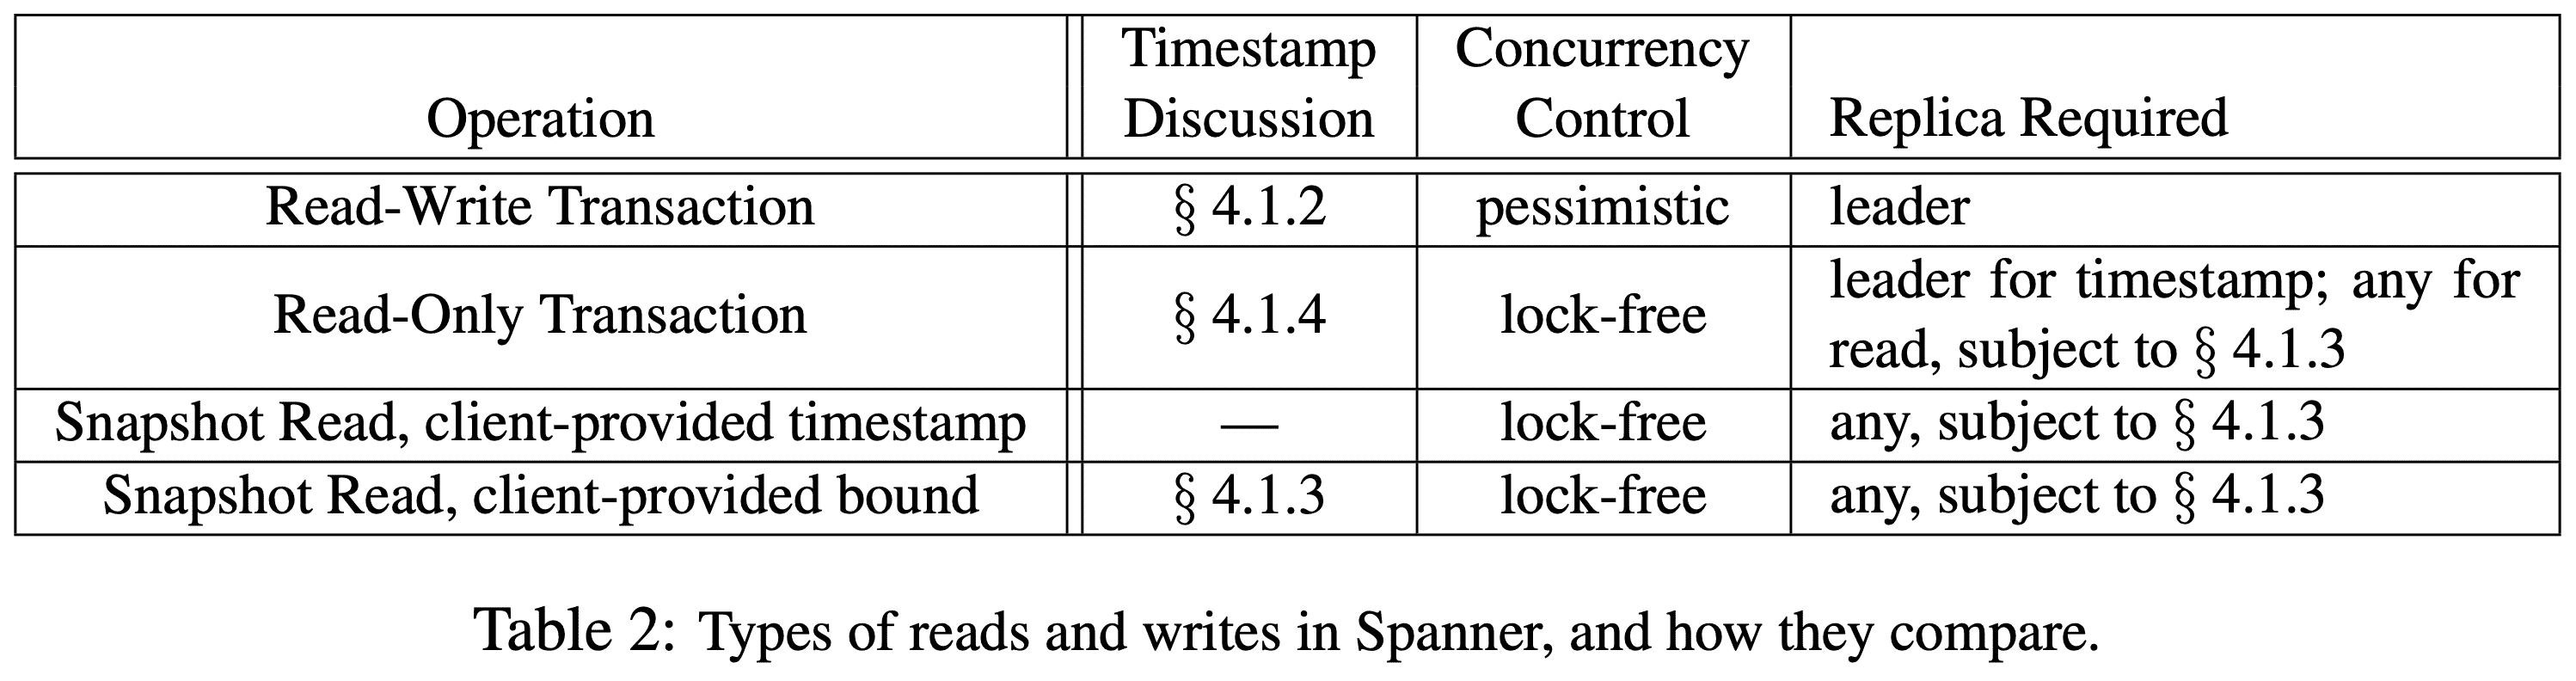 Timestamp Concurrency
Operation Discussion Control Replica Required
Read-Write Transaction § 4.1.2 pessimistic leader
Read-Only Transaction § 4.1.4 lock-free leader for timestamp; any for
read, subject to § 4.1.3
Snapshot Read, client-provided timestamp — lock-free any, subject to § 4.1.3
Snapshot Read, client-provided bound § 4.1.3 lock-free any, subject to § 4.1.3
Table 2: Types of reads and writes in Spanner, and how they compare.